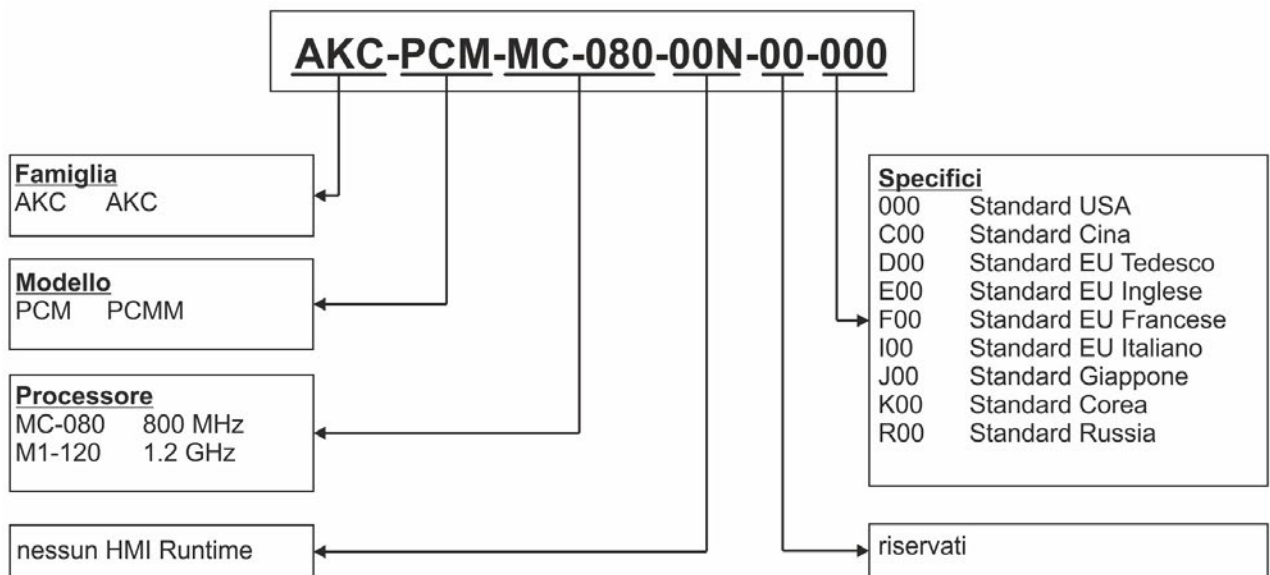 AKC-PCM-MC-080-00N-00-000
Famiglia
AKC AKC
Modello
PCM PCMM
Processore
MC-080 800 MHz
M1-120 1.2 GHz
nessun HMI Runtime
Specifici
000 Standard USA
C00 Standard Cina
D00 Standard EU Tedesco
E00 Standard EU Inglese
F00 Standard EU Francese
I00 Standard EU Italiano
J00 Standard Giappone
K00 Standard Corea
R00 Standard Russia
riservati